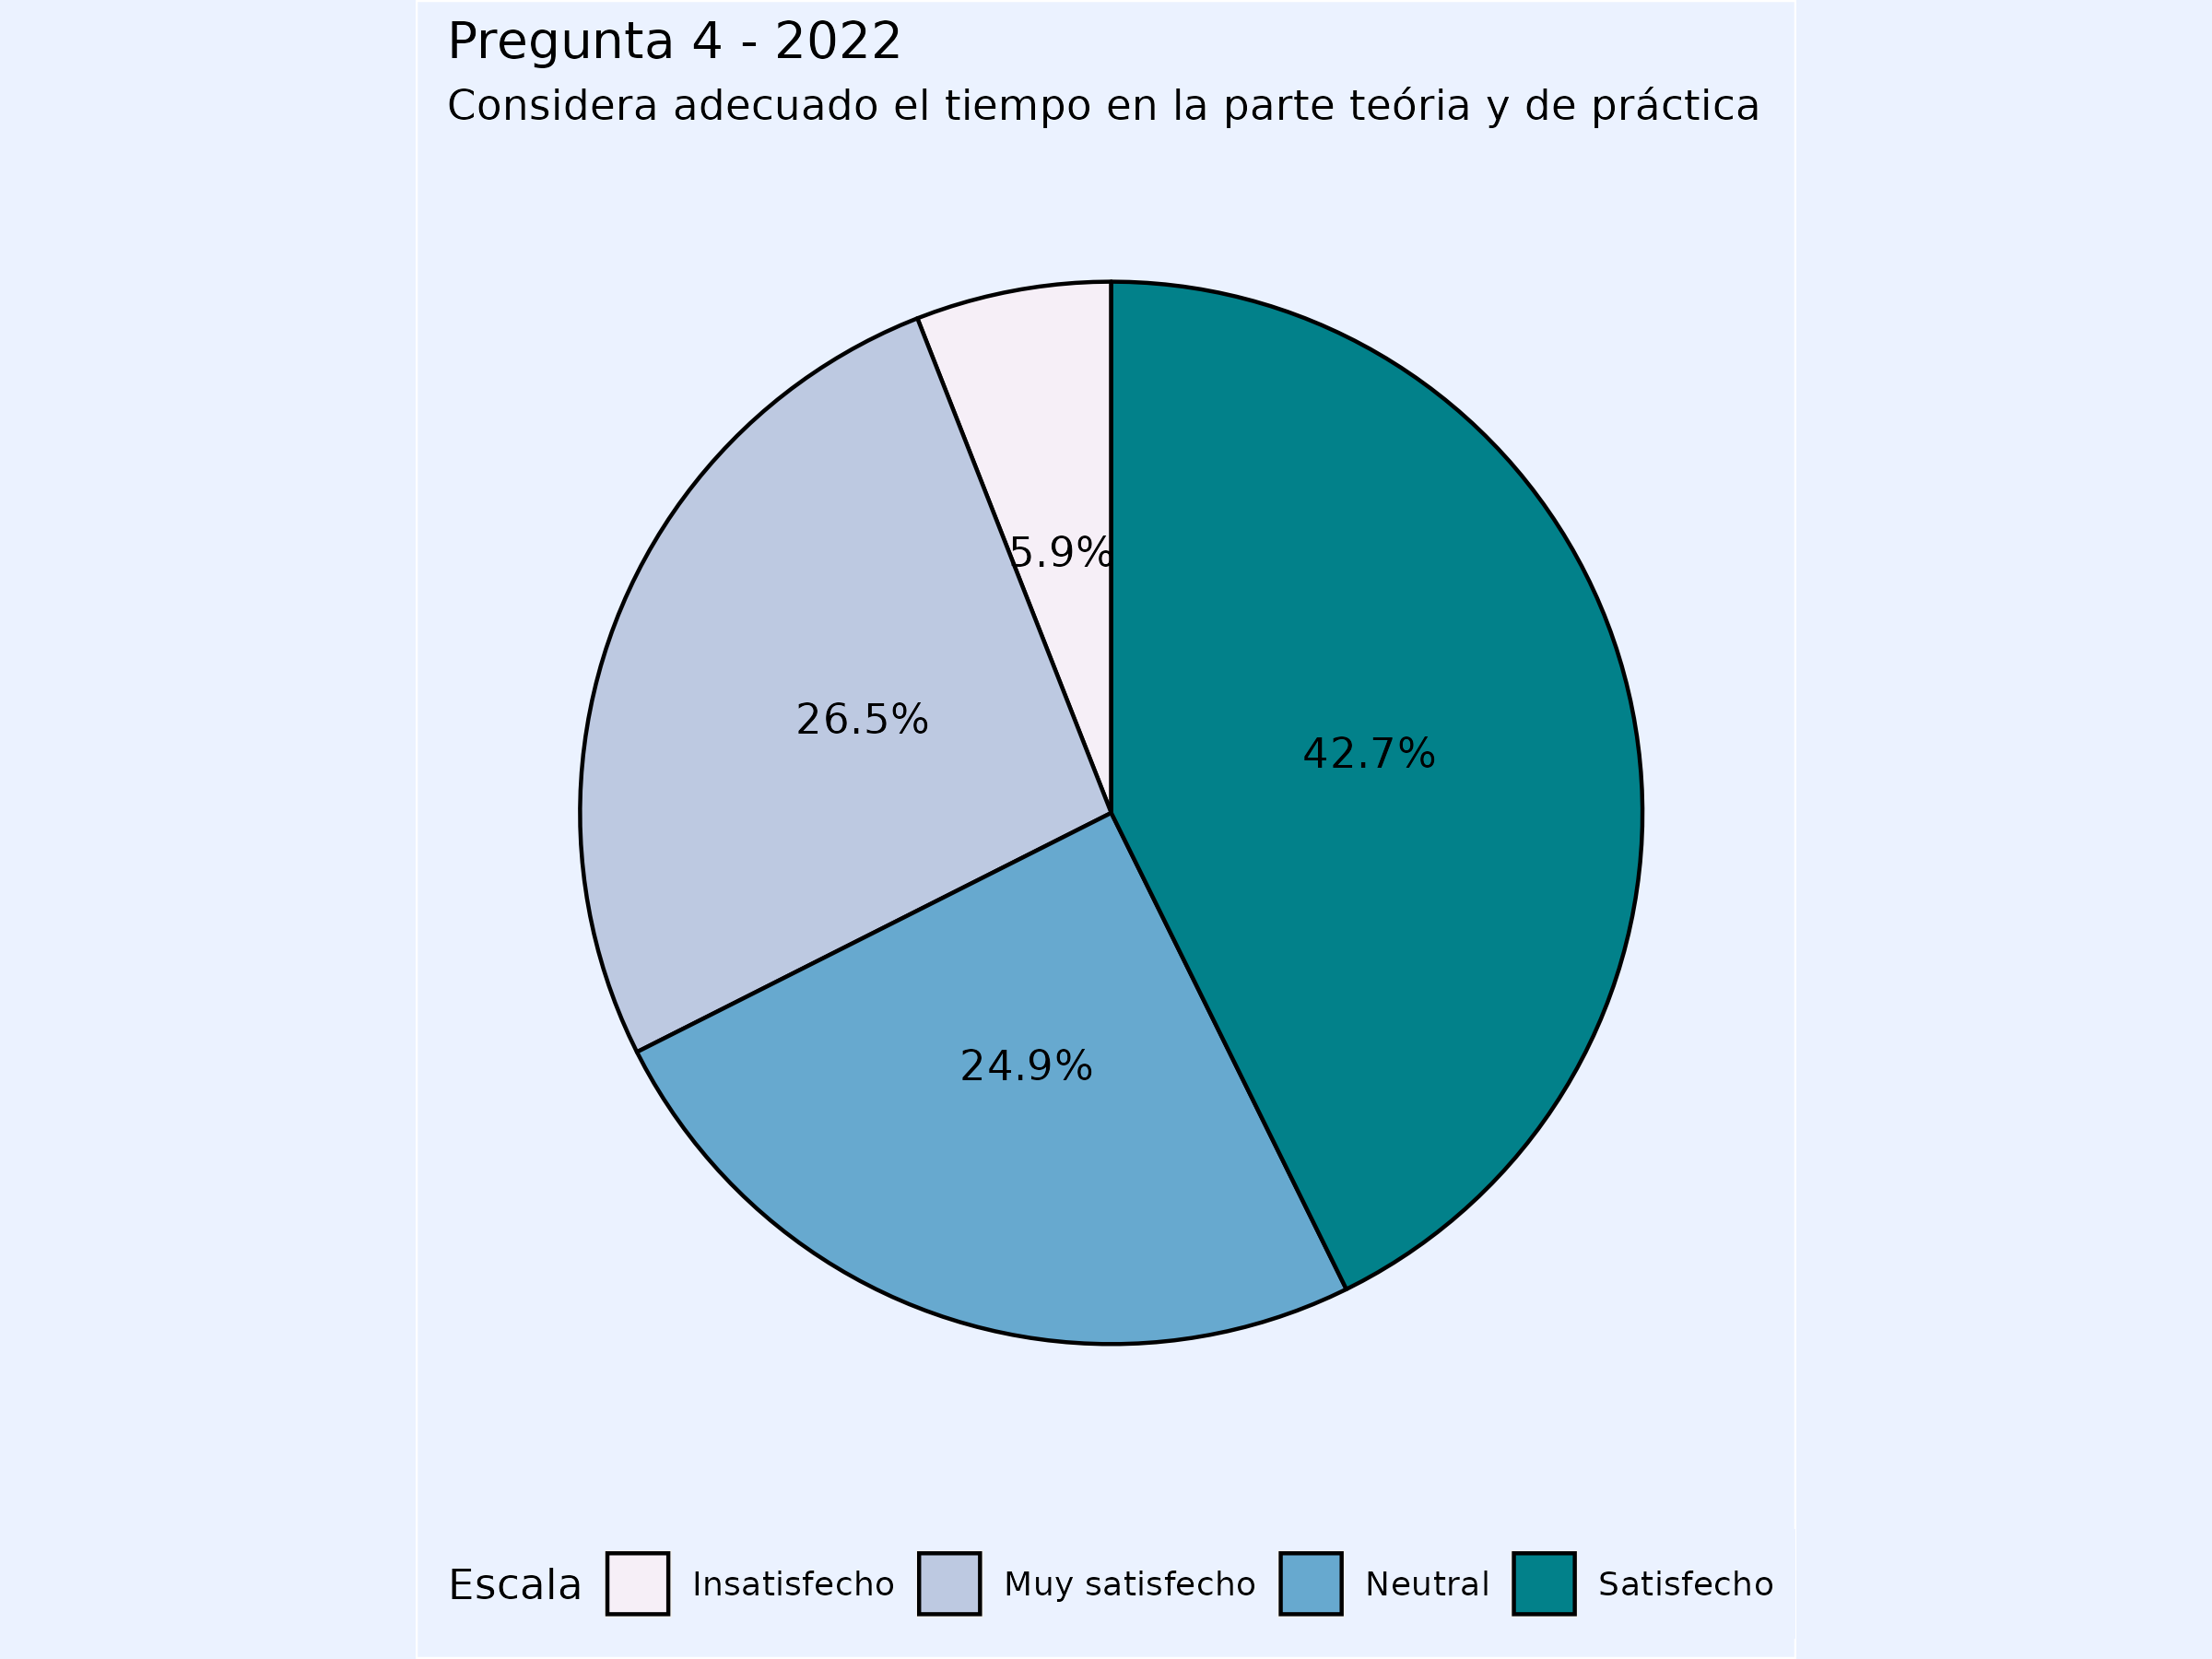 Pregunta 4 - 2022
Considera adecuado el tiempo en la parte teória y de práctica
5.9%
26.5%
42.7%
24.9%
Escala Insatisfecho Muy satisfecho Neutral Satisfecho